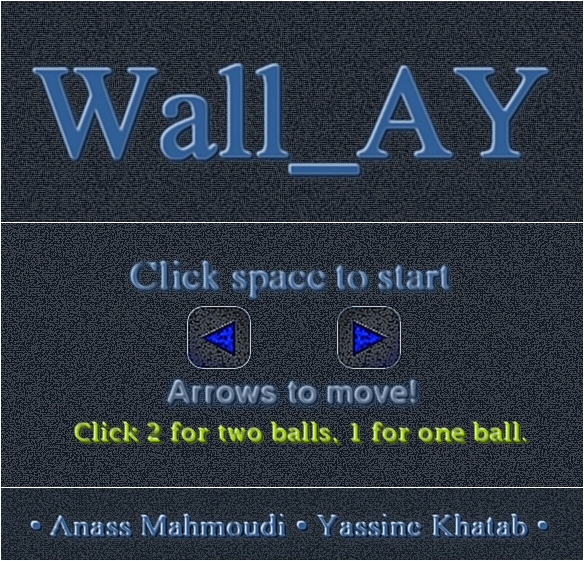 Wall_AY
Click space to start
Arrows to move!
Click 2 for two balls, 1 for one ball.
• Anass Mahmoudi • Yassine Khatab •